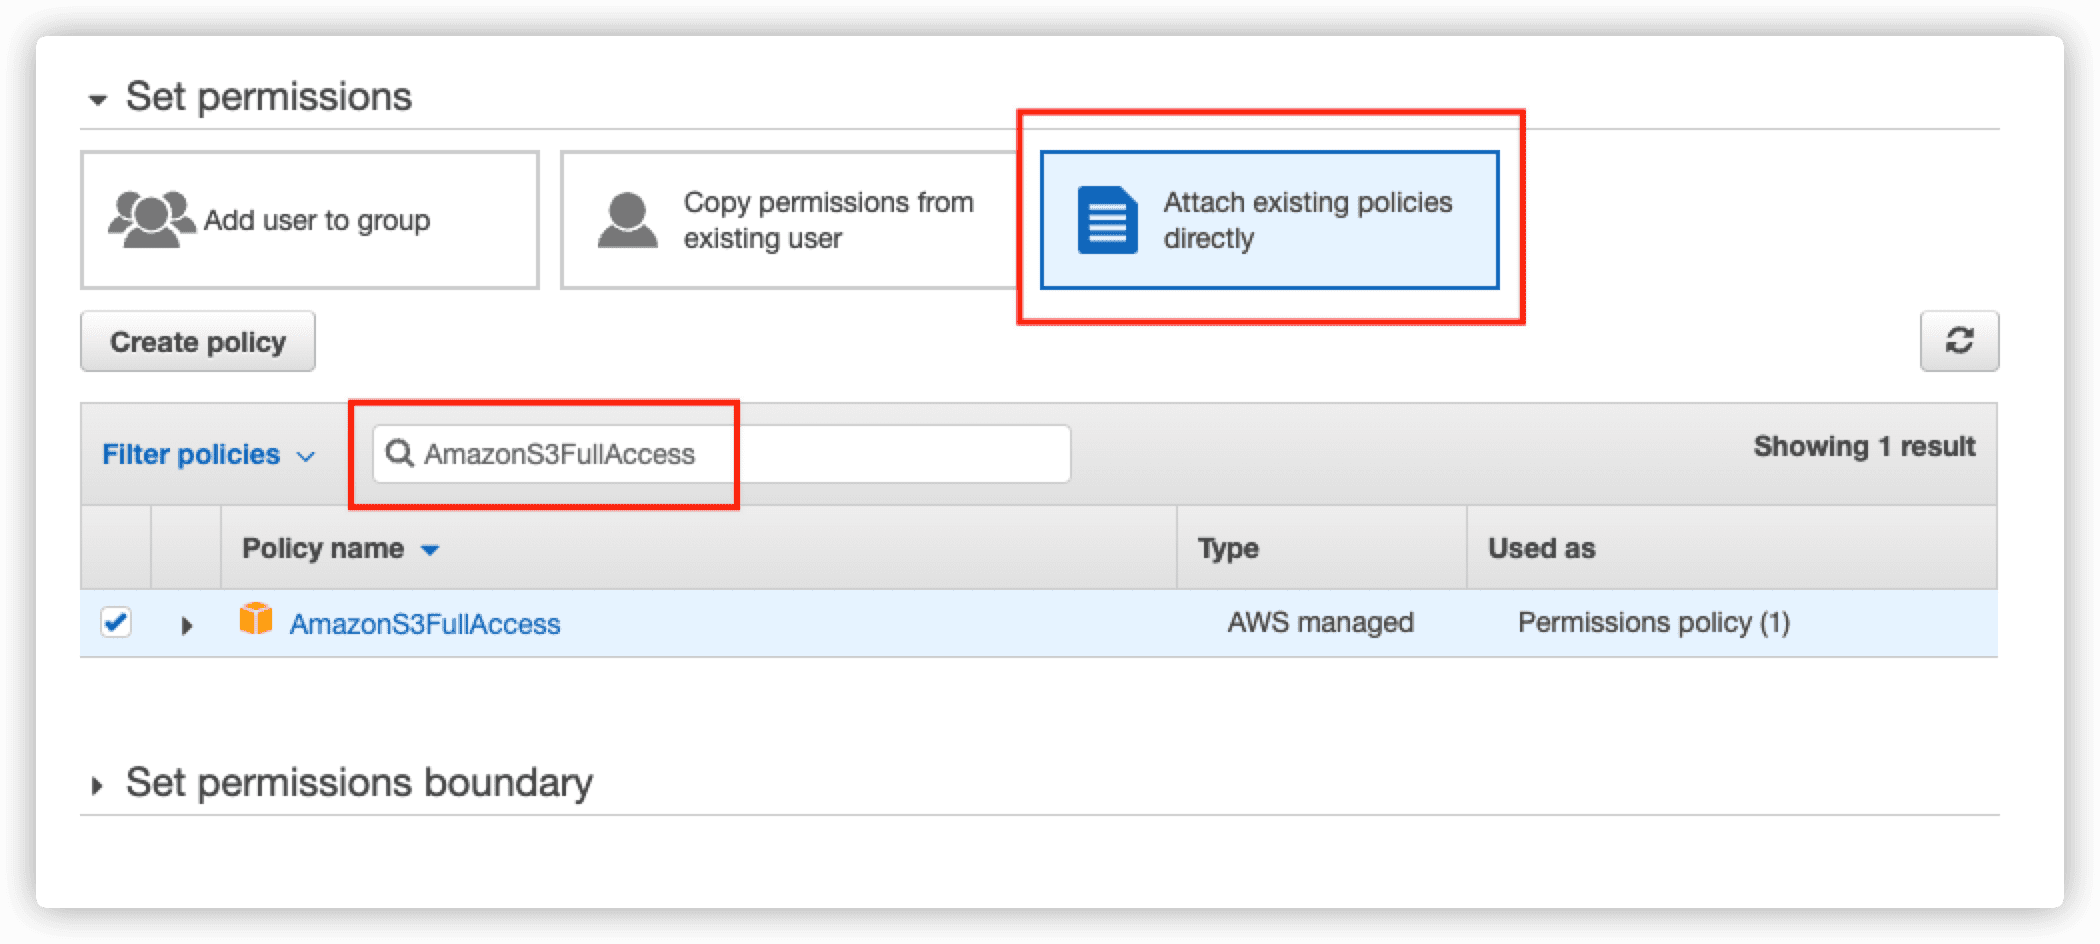 Set permissions
Add user to group
Copy permissions from
existing user
Attach existing policies
directly
Create policy
Filter policies
AmazonS3FullAccess
Showing 1 result
Policy name
Type
Used as
AmazonS3FullAccess
AWS managed
Permissions policy (1)
Set permissions boundary